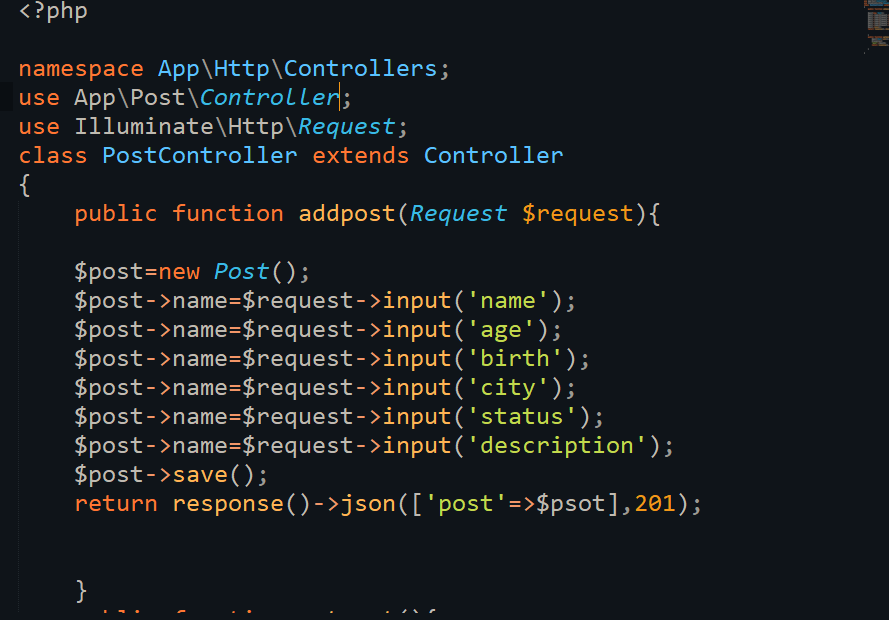 <?php
namespace App\Http\Controllers;
use App\Post\Controller;
use Illuminate\Http\Request;
class PostController extends Controller
{
public function addpost(Request $request){
$post=new Post();
$post->name=$request->input('name');
$post->name=$request->input('age');
$post->name=$request->input('birth');
$post->name=$request->input('city');
$post->name=$request->input('status');
$post->name=$request->input('description');
$post->save();
return response()->json(['post'=>$psot],201);
}